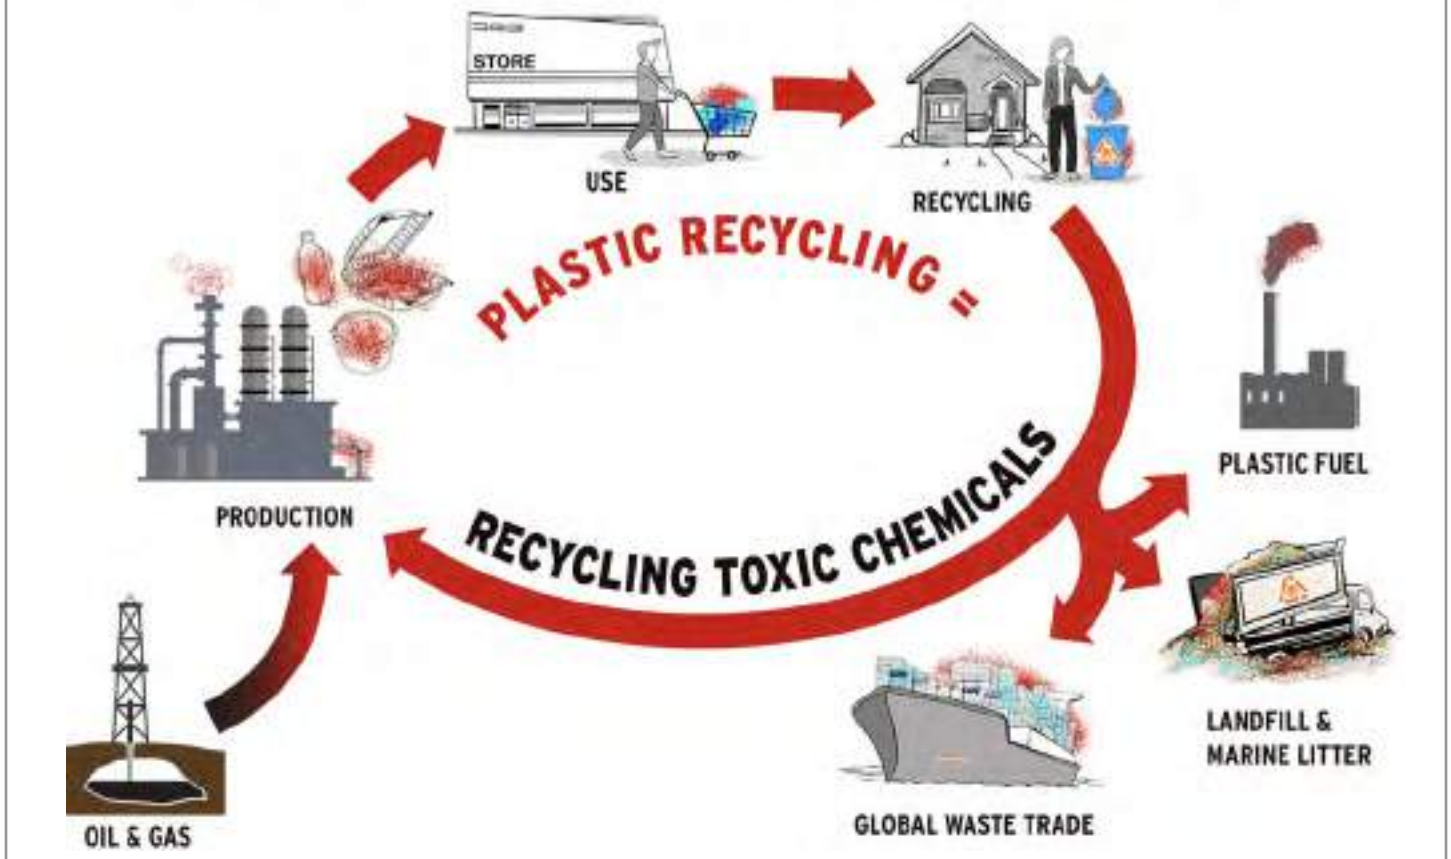 STORE
USE
RECYCLING
PLASTIC RECYCLING =
PLASTIC FUEL
RECYCLING TOXIC CHEMICALS
PRODUCTION
LANDFILL &
MARINE LITTER
GLOBAL WASTE TRADE
OIL & GAS